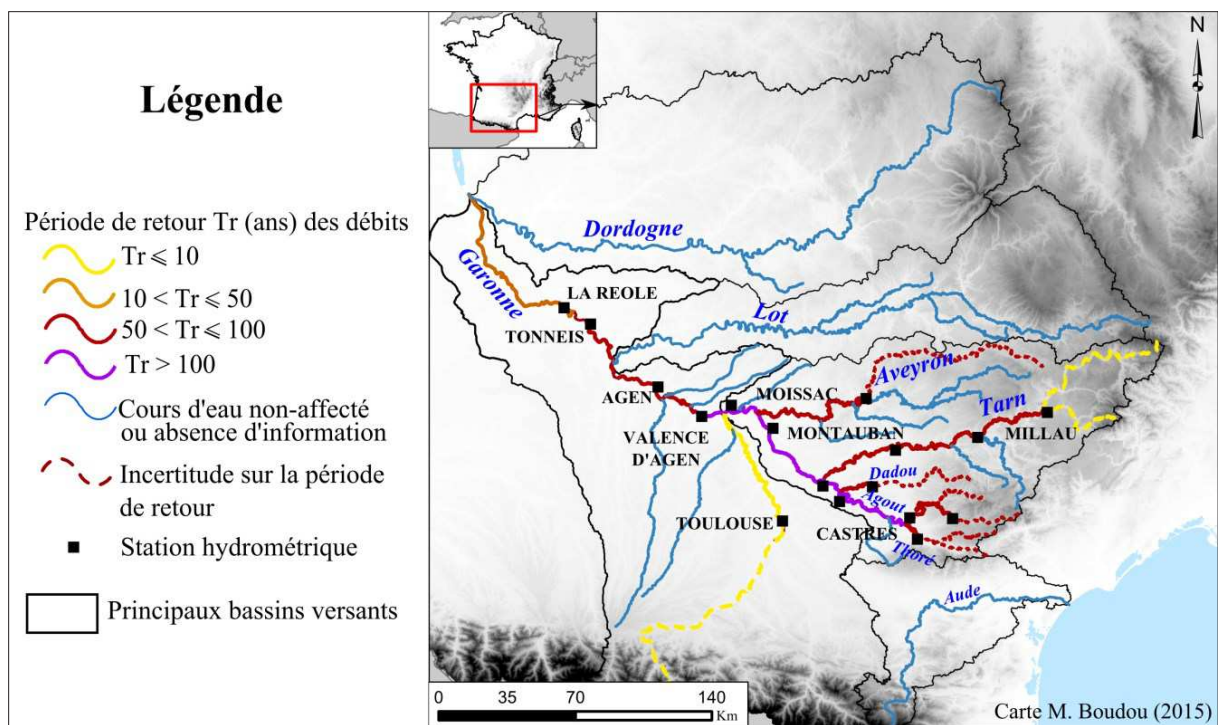 Légende
Période de retour Tr (ans) des débits
Tr ⩽ 10
10 < Tr ⩽ 50
50 < Tr ⩽ 100
Tr > 100
Cours d'eau non-affecté
ou absence d'information
Incertitude sur la période
de retour
Station hydrométrique
Principaux bassins versants
N
Dordogne
Garonne
LA REOLE
TONNEIS
Lot
Aveyron
AGEN
MOISSAC
Tarn
VALENCE
D'AGEN
MONTAUBAN
MILLAU
Dadou
Agout
TOULOUSE
CASTRES
Thoré
Aude
0 35 70 140
Km
Carte M. Boudou (2015)